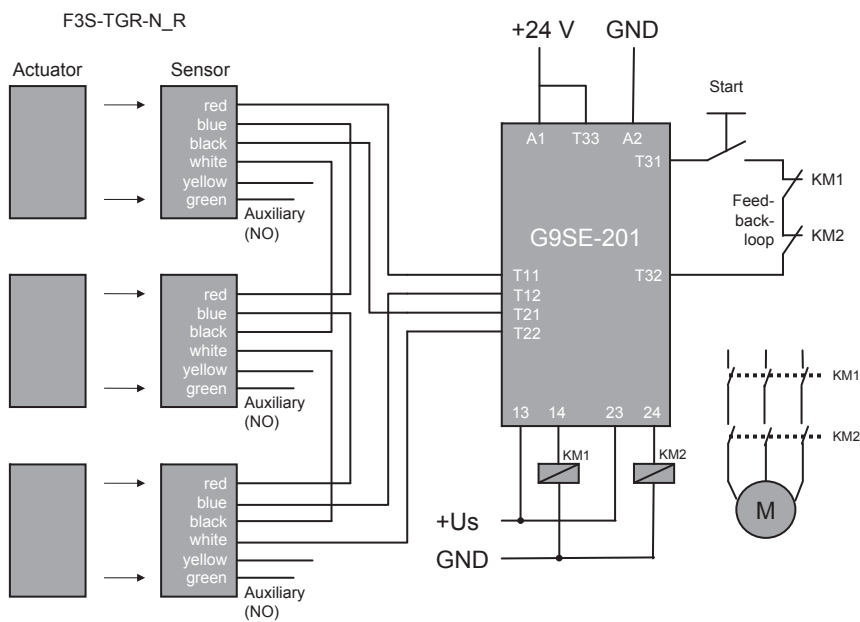 F3S-TGR-N_R
Actuator
Sensor
red
blue
black
white
yellow
green
Auxiliary
(NO)
red
blue
black
white
yellow
green
Auxiliary
(NO)
red
blue
black
white
yellow
green
Auxiliary
(NO)
+24 V
GND
A1
T33
A2
T31
G9SE-201
T11
T12
T21
T22
T32
13
14
23
24
Start
KM1
Feed-
back-
loop
KM2
KM1
KM2
+Us
GND
KM1
KM2
M